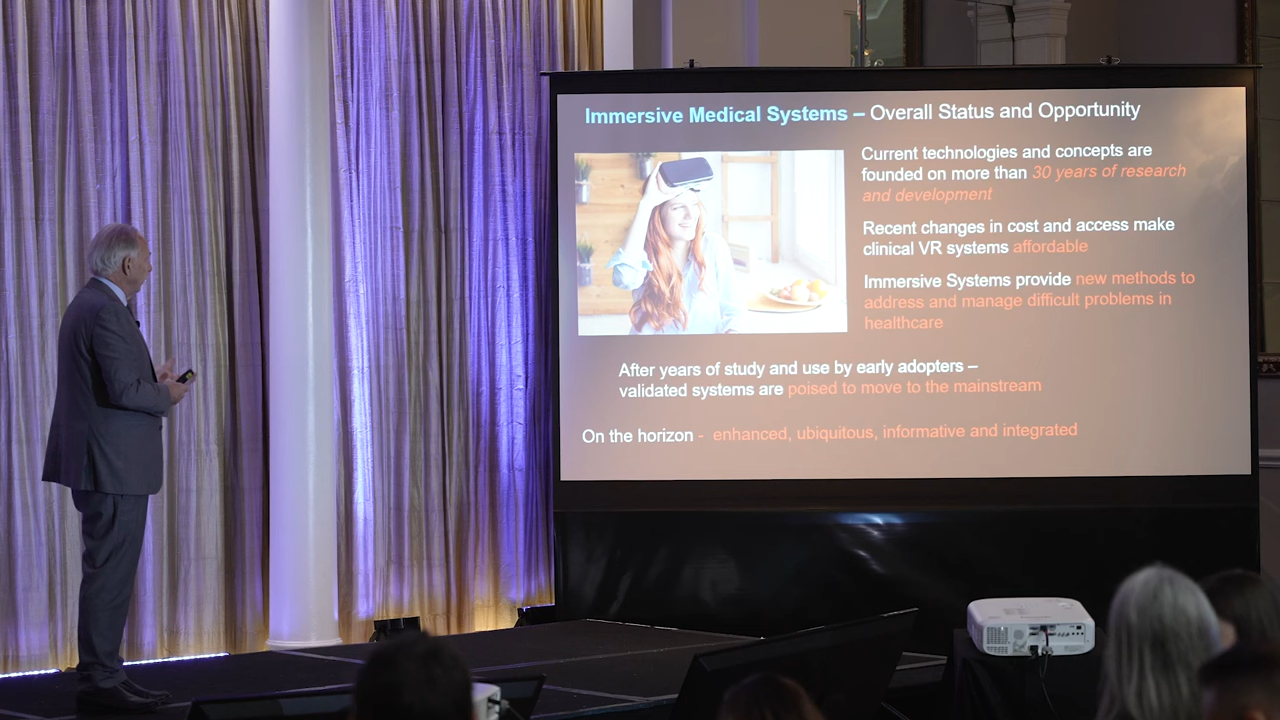 Immersive Medical Systems – Overall Status and Opportunity
Current technologies and concepts are
founded on more than 30 years of research
and development
Recent changes in cost and access make
clinical VR systems affordable
Immersive Systems provide new methods to
address and manage difficult problems in
healthcare
After years of study and use by early adopters –
validated systems are poised to move to the mainstream
On the horizon - enhanced, ubiquitous, informative and integrated